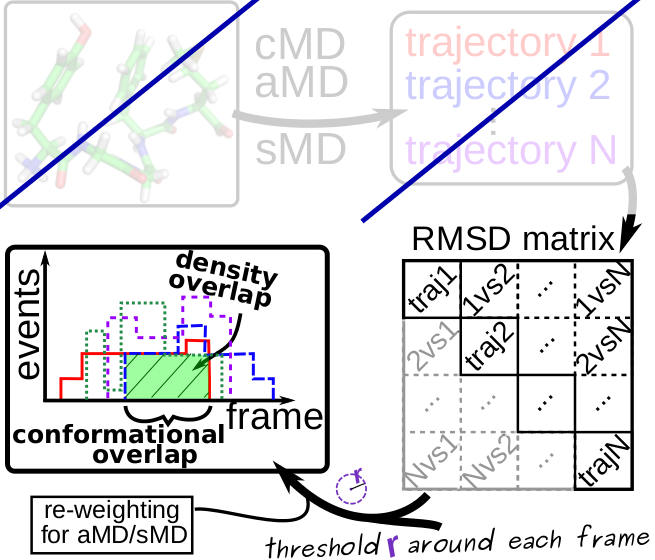 cMD
aMD
sMD
trajectory 1
trajectory 2
⋮
trajectory N
RMSD matrix
traj1 1vs2 ... 1vsN
2vs1 traj2 ... 2vsN
... ... ... ...
Nvs1 Nvs2 ... trajN
density
overlap
events
frame
conformational
overlap
re-weighting
for aMD/sMD
r
threshold r around each frame